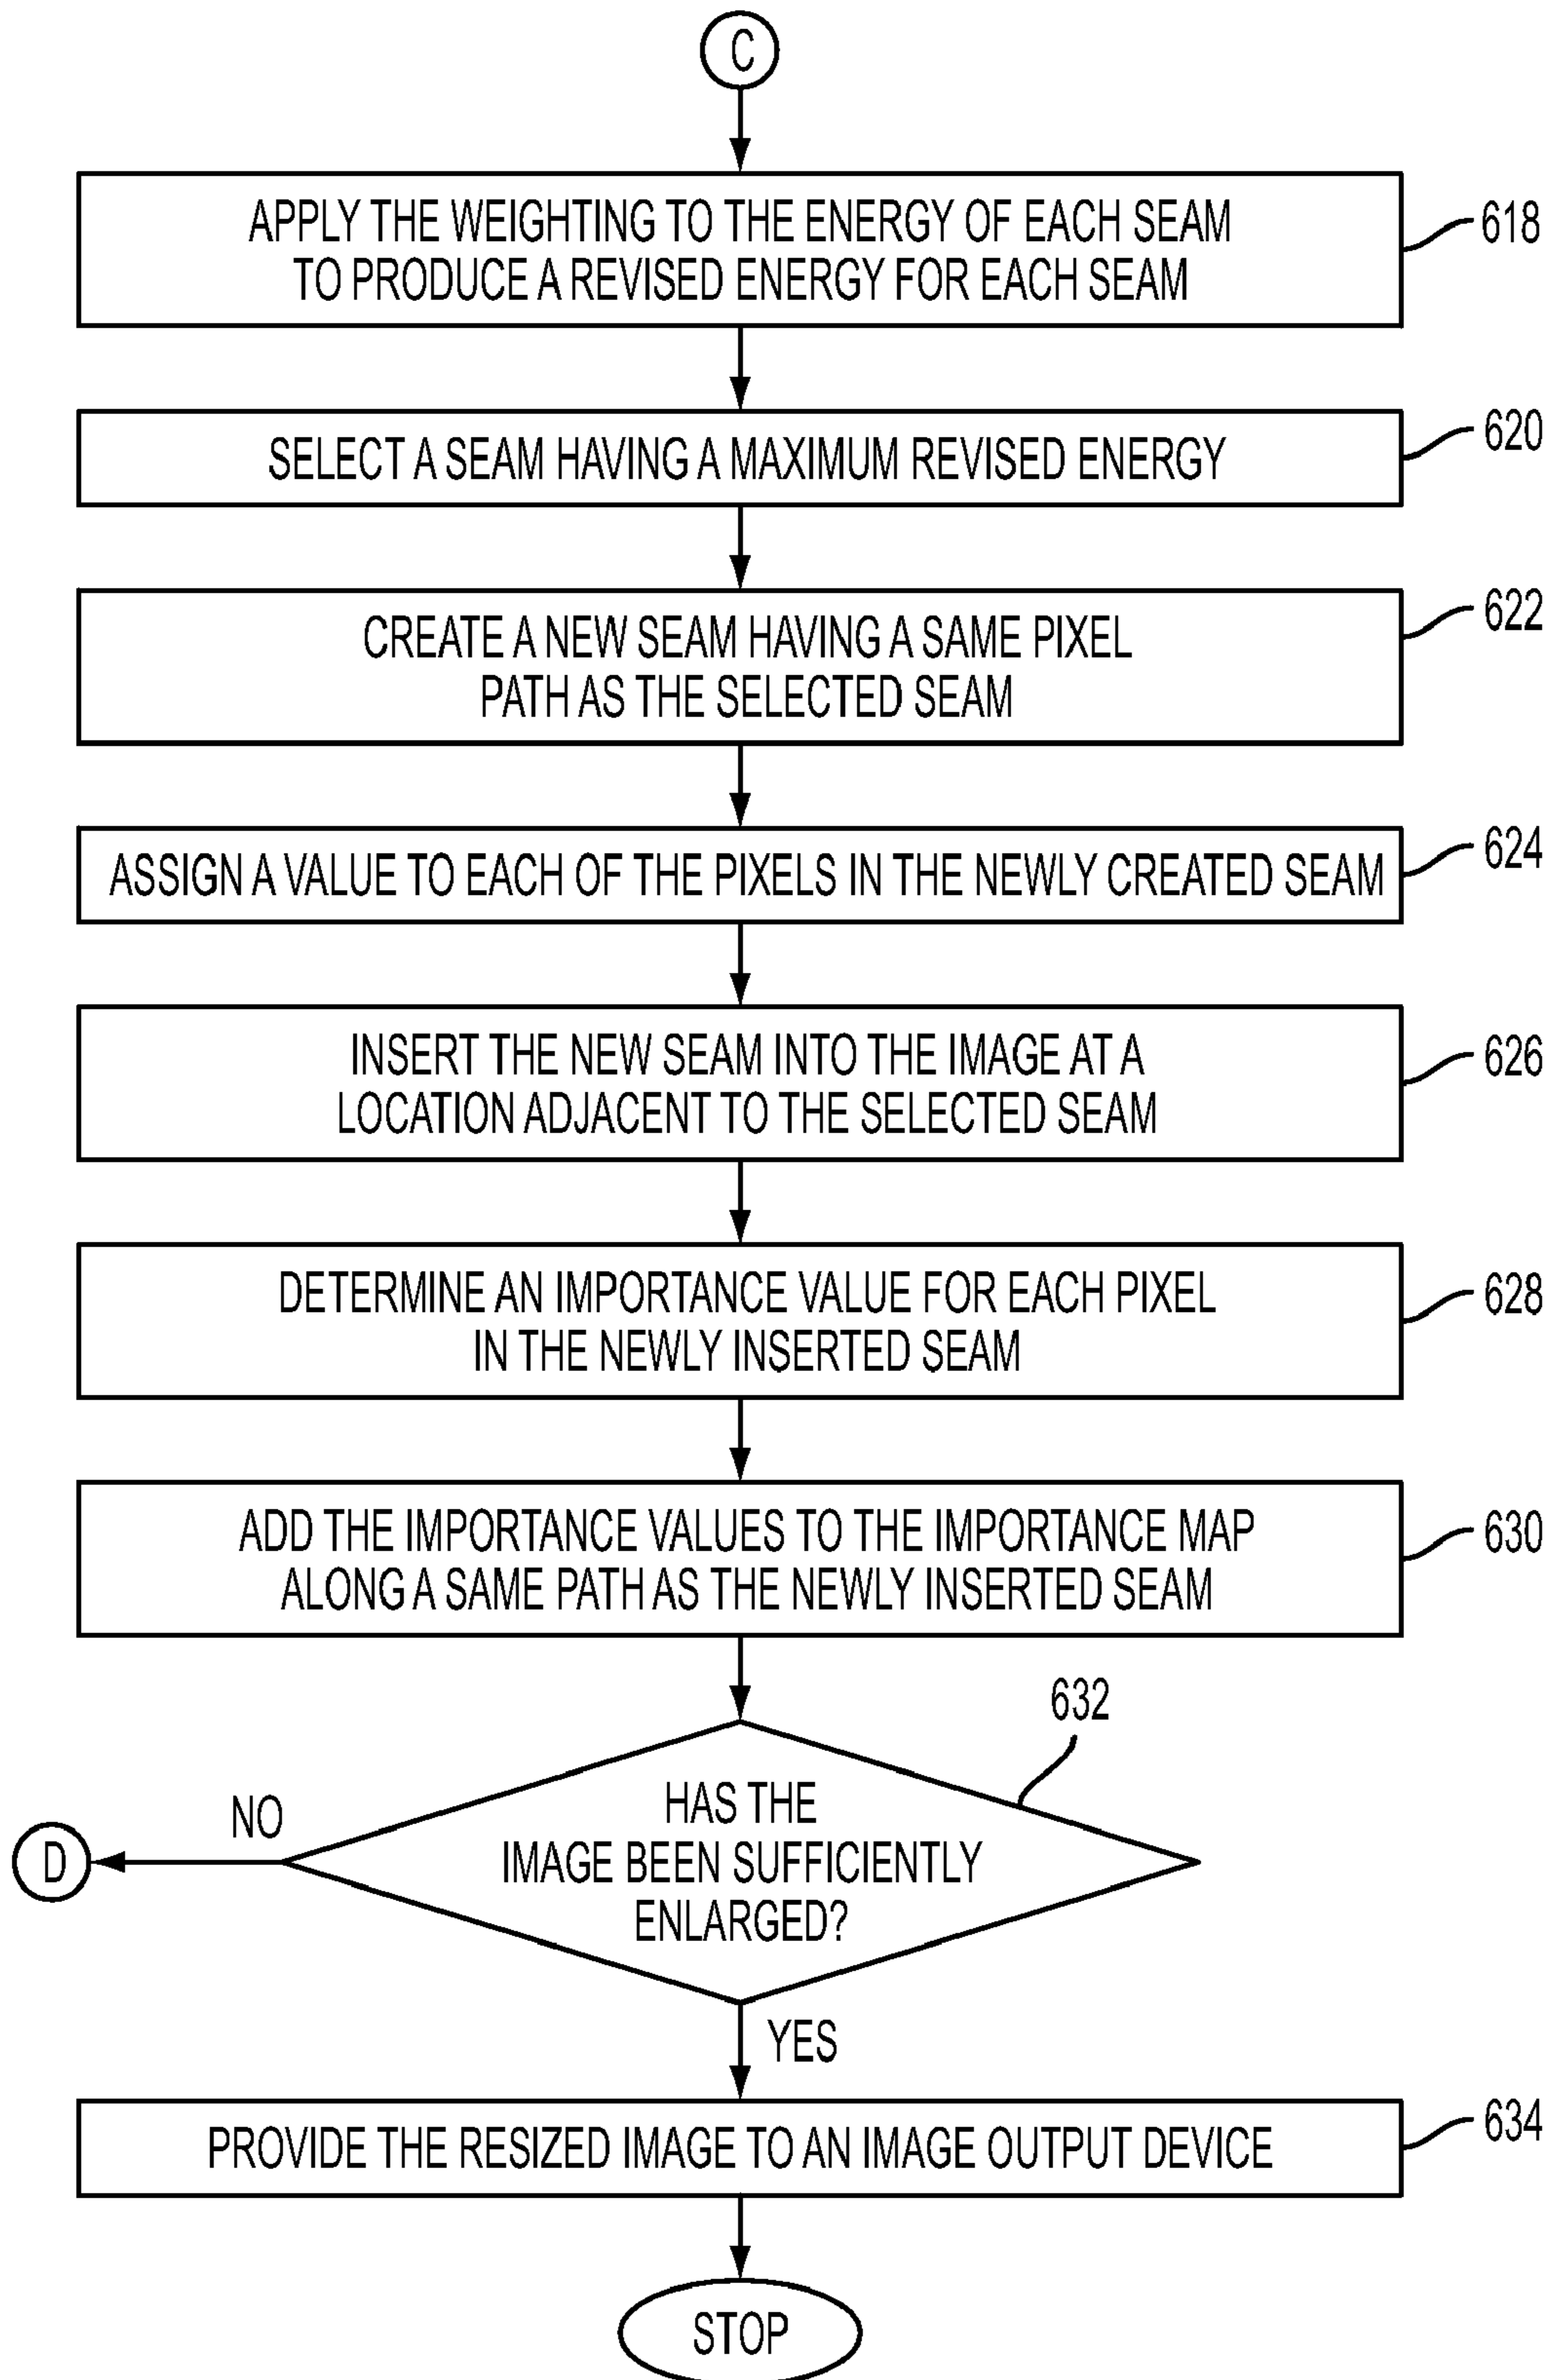 C
APPLY THE WEIGHTING TO THE ENERGY OF EACH SEAM
TO PRODUCE A REVISED ENERGY FOR EACH SEAM
618
SELECT A SEAM HAVING A MAXIMUM REVISED ENERGY
620
CREATE A NEW SEAM HAVING A SAME PIXEL
PATH AS THE SELECTED SEAM
622
ASSIGN A VALUE TO EACH OF THE PIXELS IN THE NEWLY CREATED SEAM
624
INSERT THE NEW SEAM INTO THE IMAGE AT A
LOCATION ADJACENT TO THE SELECTED SEAM
626
DETERMINE AN IMPORTANCE VALUE FOR EACH PIXEL
IN THE NEWLY INSERTED SEAM
628
ADD THE IMPORTANCE VALUES TO THE IMPORTANCE MAP
ALONG A SAME PATH AS THE NEWLY INSERTED SEAM
630
632
HAS THE
IMAGE BEEN SUFFICIENTLY
ENLARGED?
NO
D
YES
PROVIDE THE RESIZED IMAGE TO AN IMAGE OUTPUT DEVICE
634
STOP